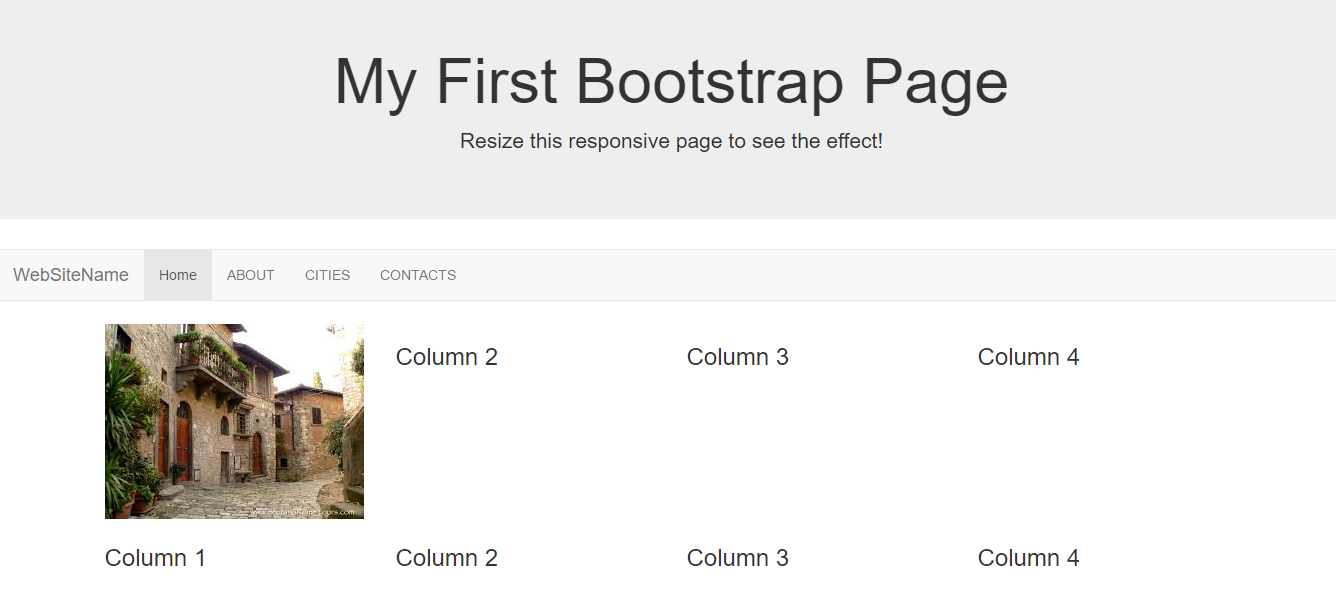 My First Bootstrap Page
Resize this responsive page to see the effect!
WebSiteName Home ABOUT CITIES CONTACTS
Column 2 Column 3 Column 4
Column 1 Column 2 Column 3 Column 4